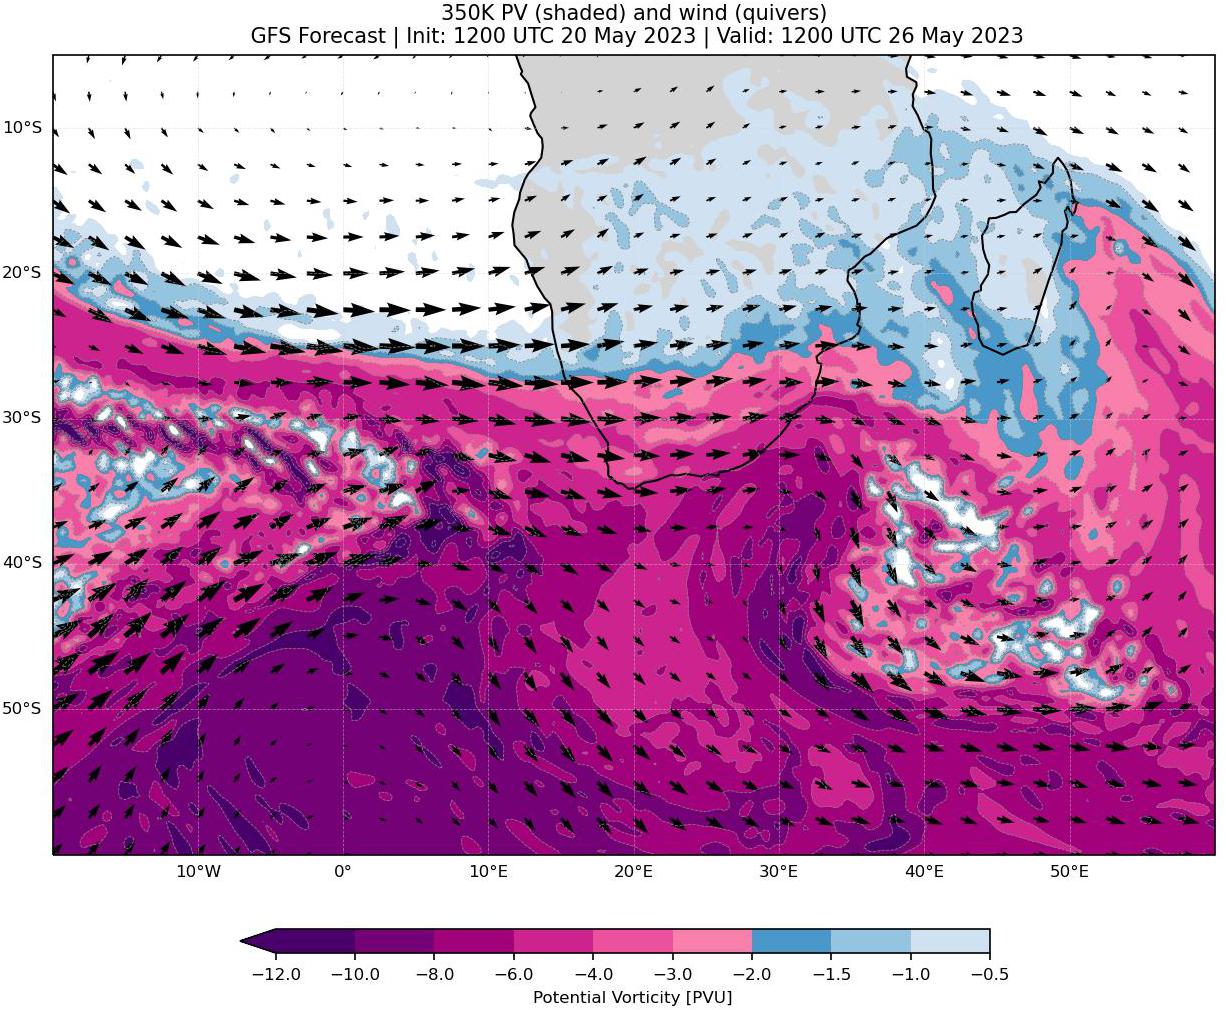 350K PV (shaded) and wind (quivers)
GFS Forecast | Init: 1200 UTC 20 May 2023 | Valid: 1200 UTC 26 May 2023
10°S
20°S
30°S
40°S
50°S
10°W 0° 10°E 20°E 30°E 40°E 50°E
−12.0 −10.0 −8.0 −6.0 −4.0 −3.0 −2.0 −1.5 −1.0 −0.5
Potential Vorticity [PVU]